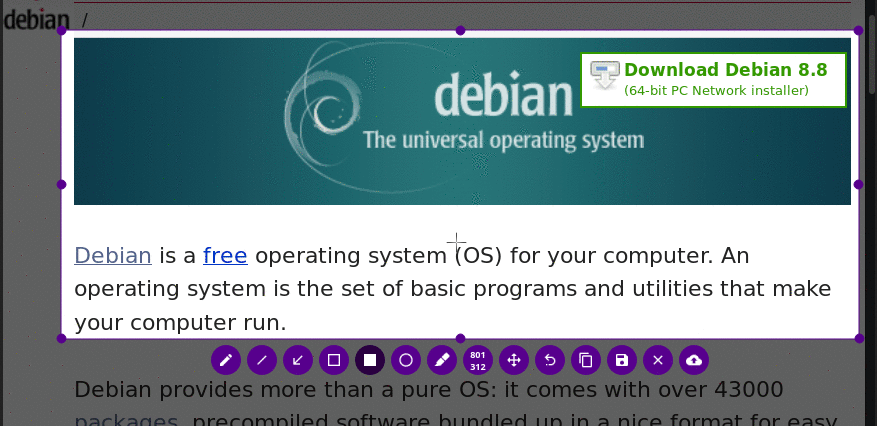 debian /
debian
The universal operating system
Download Debian 8.8
(64-bit PC Network installer)
Debian is a free operating system (OS) for your computer. An
operating system is the set of basic programs and utilities that make
your computer run.
801
312
Debian provides more than a pure OS: it comes with over 43000
packages, precompiled software bundled up in a nice format for easy